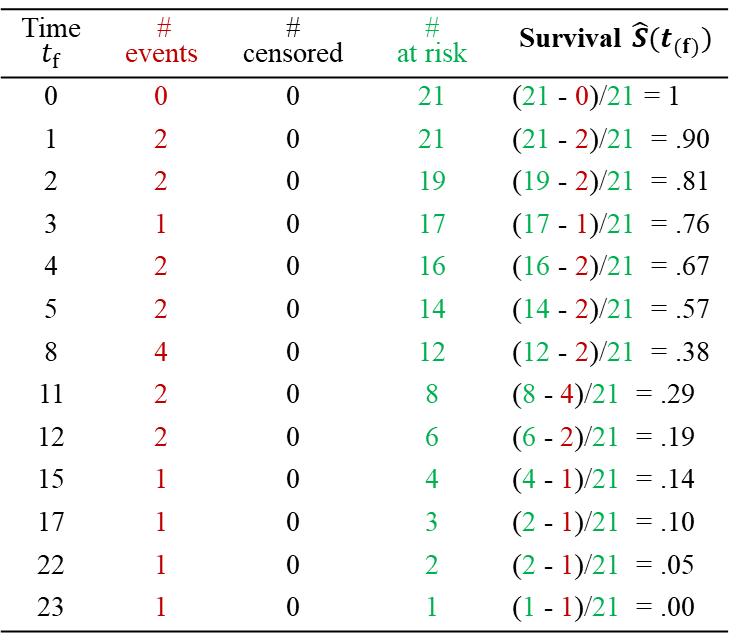 Time # # # Survival Ŝ(t(f))
tf events censored at risk
0 0 0 21 (21 - 0)/21 = 1
1 2 0 21 (21 - 2)/21 = .90
2 2 0 19 (19 - 2)/21 = .81
3 1 0 17 (17 - 1)/21 = .76
4 2 0 16 (16 - 2)/21 = .67
5 2 0 14 (14 - 2)/21 = .57
8 4 0 12 (12 - 2)/21 = .38
11 2 0 8 (8 - 4)/21 = .29
12 2 0 6 (6 - 2)/21 = .19
15 1 0 4 (4 - 1)/21 = .14
17 1 0 3 (2 - 1)/21 = .10
22 1 0 2 (2 - 1)/21 = .05
23 1 0 1 (1 - 1)/21 = .00